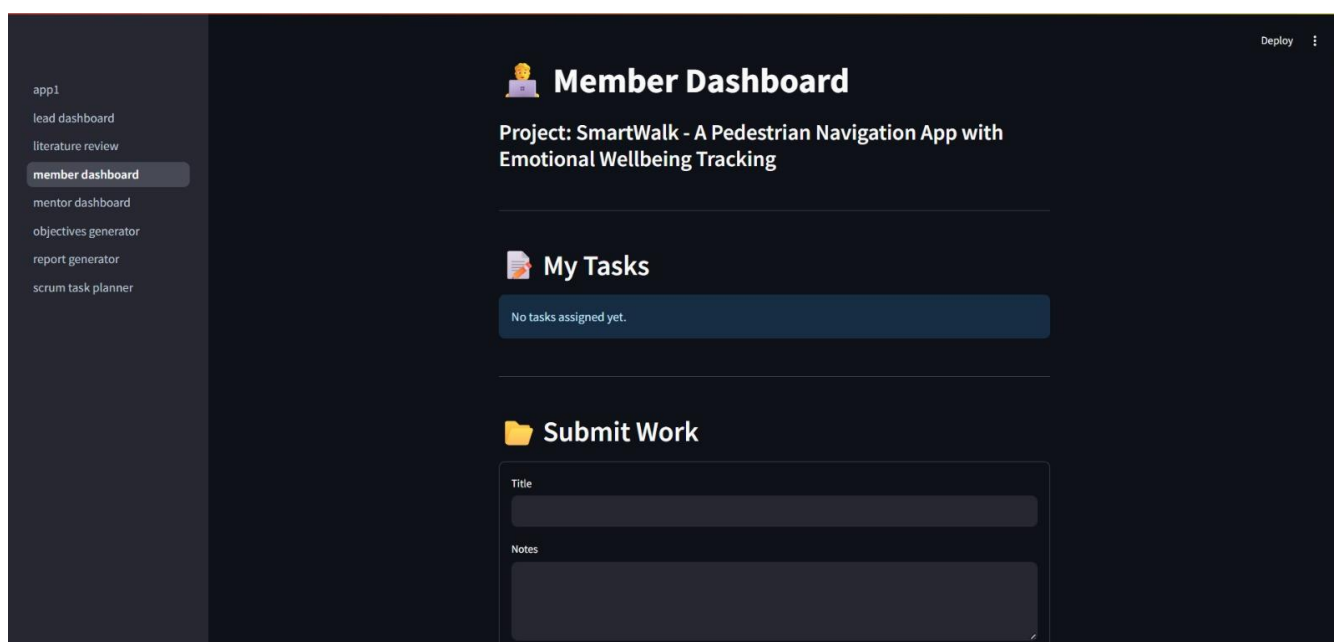 Deploy
app1
lead dashboard
literature review
member dashboard
mentor dashboard
objectives generator
report generator
scrum task planner
Member Dashboard
Project: SmartWalk - A Pedestrian Navigation App with
Emotional Wellbeing Tracking
My Tasks
No tasks assigned yet.
Submit Work
Title
Notes